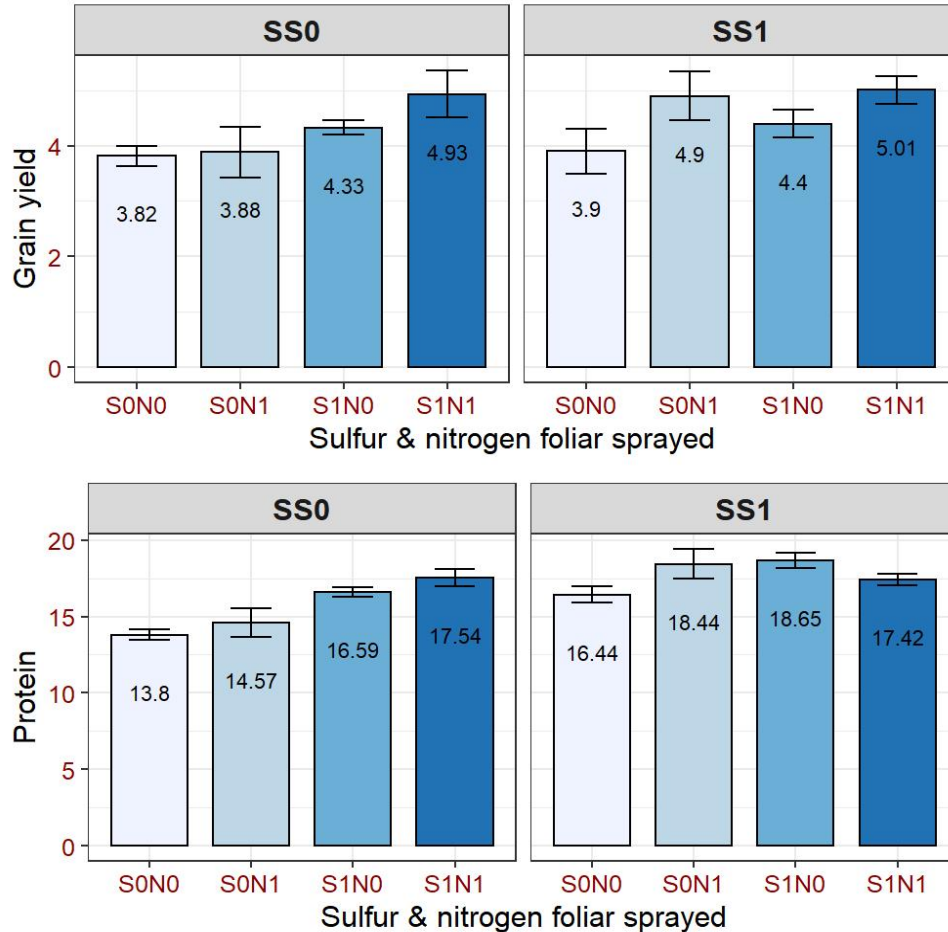 SS0 SS1
Grain yield
4
2
0
3.82 3.88 4.33 4.93 3.9 4.9 4.4 5.01
S0N0 S0N1 S1N0 S1N1 S0N0 S0N1 S1N0 S1N1
Sulfur & nitrogen foliar sprayed
SS0 SS1
Protein
20
15
10
5
0
13.8 14.57 16.59 17.54 16.44 18.44 18.65 17.42
S0N0 S0N1 S1N0 S1N1 S0N0 S0N1 S1N0 S1N1
Sulfur & nitrogen foliar sprayed